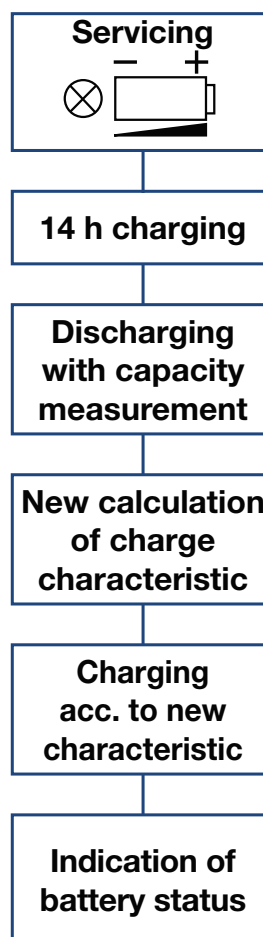 Servicing
− +
14 h charging
Discharging
with capacity
measurement
New calculation
of charge
characteristic
Charging
acc. to new
characteristic
Indication of
battery status